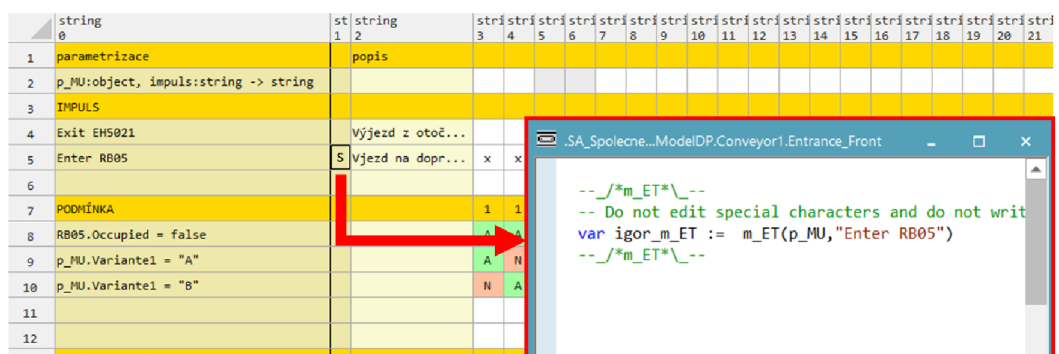 string st string stri stri stri stri stri stri stri stri stri stri stri stri stri stri stri stri stri stri stri
0 1 2 3 4 5 6 7 8 9 10 11 12 13 14 15 16 17 18 19 20 21
1 parametrizace popis
2 p_MU:object, impuls:string -> string
3 IMPULS
4 Exit EH5021 Výjezd z otoč...
5 Enter RB05 S Vjezd na dopr... x x
6
7 PODMÍNKA 1 1
8 RB05.Occupied = false A A
9 p_MU.Variante1 = "A" A N
10 p_MU.Variante1 = "B" N A
11
12
.SA_Spolecne...ModelDP.Conveyor1.Entrance_Front
--_/*m_ET*\_--
-- Do not edit special characters and do not writ
var igor_m_ET := m_ET(p_MU,"Enter RB05")
--_/*m_ET*\_--